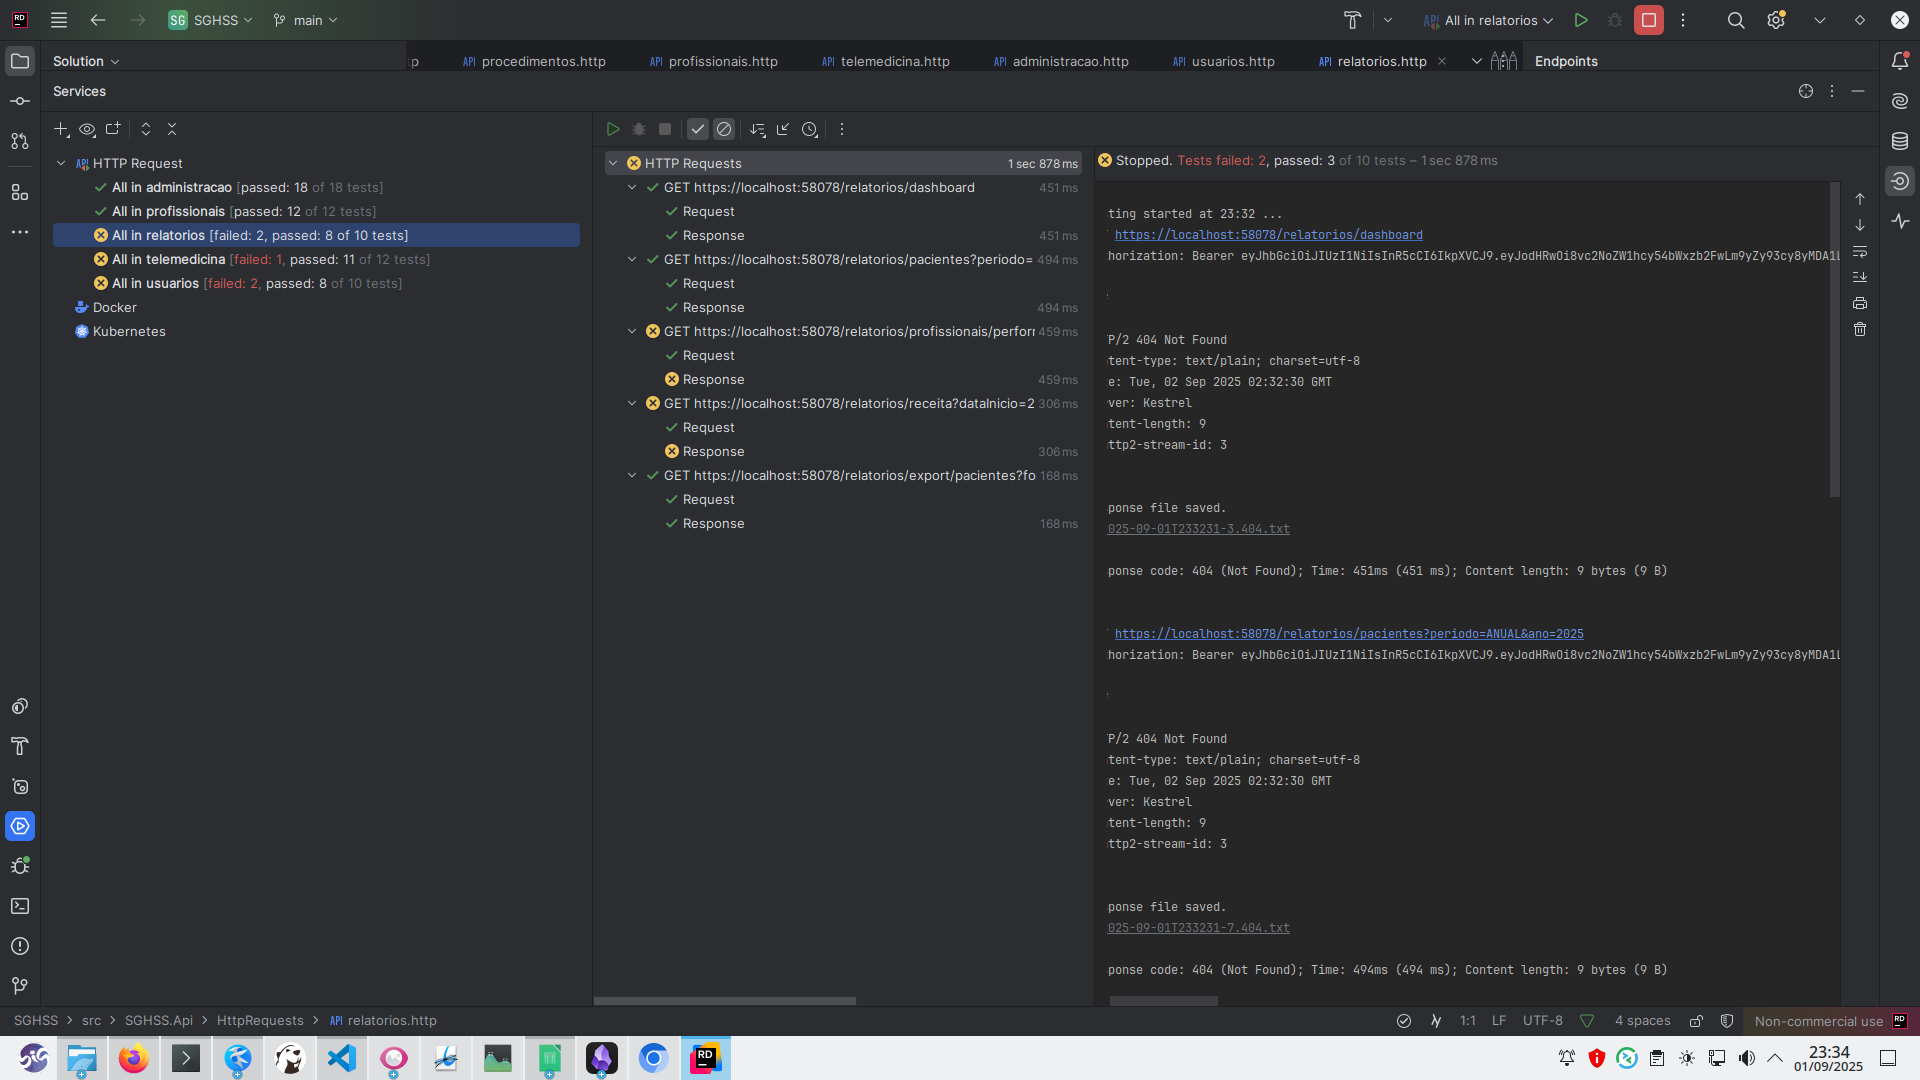 SG SGHSS main All in relatorios
Solution
p procedimentos.http profissionais.http telemedicina.http administracao.http usuarios.http relatorios.http
Endpoints
Services
HTTP Request
All in administracao [passed: 18 of 18 tests]
All in profissionais [passed: 12 of 12 tests]
All in relatorios [failed: 2, passed: 8 of 10 tests]
All in telemedicina [failed: 1, passed: 11 of 12 tests]
All in usuarios [failed: 2, passed: 8 of 10 tests]
Docker
Kubernetes
HTTP Requests 1 sec 878 ms
GET https://localhost:58078/relatorios/dashboard 451 ms
Request
Response 451 ms
GET https://localhost:58078/relatorios/pacientes?periodo= 494 ms
Request
Response 494 ms
GET https://localhost:58078/relatorios/profissionais/perfor 459 ms
Request
Response 459 ms
GET https://localhost:58078/relatorios/receita?dataInicio=2 306 ms
Request
Response 306 ms
GET https://localhost:58078/relatorios/export/pacientes?fo 168 ms
Request
Response 168 ms
Stopped. Tests failed: 2, passed: 3 of 10 tests – 1 sec 878 ms
ting started at 23:32 ...
https://localhost:58078/relatorios/dashboard
horization: Bearer eyJhbGciOiJIUzI1NiIsInR5cCI6IkpXVCJ9.eyJodHRwOi8vc2NoZW1hcy54bWxzb2FwLm9yZy93cy8yMDA1L
P/2 404 Not Found
tent-type: text/plain; charset=utf-8
e: Tue, 02 Sep 2025 02:32:30 GMT
ver: Kestrel
tent-length: 9
ttp2-stream-id: 3
ponse file saved.
025-09-01T233231-3.404.txt
ponse code: 404 (Not Found); Time: 451ms (451 ms); Content length: 9 bytes (9 B)
https://localhost:58078/relatorios/pacientes?periodo=ANUAL&ano=2025
horization: Bearer eyJhbGciOiJIUzI1NiIsInR5cCI6IkpXVCJ9.eyJodHRwOi8vc2NoZW1hcy54bWxzb2FwLm9yZy93cy8yMDA1L
P/2 404 Not Found
tent-type: text/plain; charset=utf-8
e: Tue, 02 Sep 2025 02:32:30 GMT
ver: Kestrel
tent-length: 9
ttp2-stream-id: 3
ponse file saved.
025-09-01T233231-7.404.txt
ponse code: 404 (Not Found); Time: 494ms (494 ms); Content length: 9 bytes (9 B)
SGHSS > src > SGHSS.Api > HttpRequests > relatorios.http
1:1 LF UTF-8 4 spaces Non-commercial use
23:34
01/09/2025